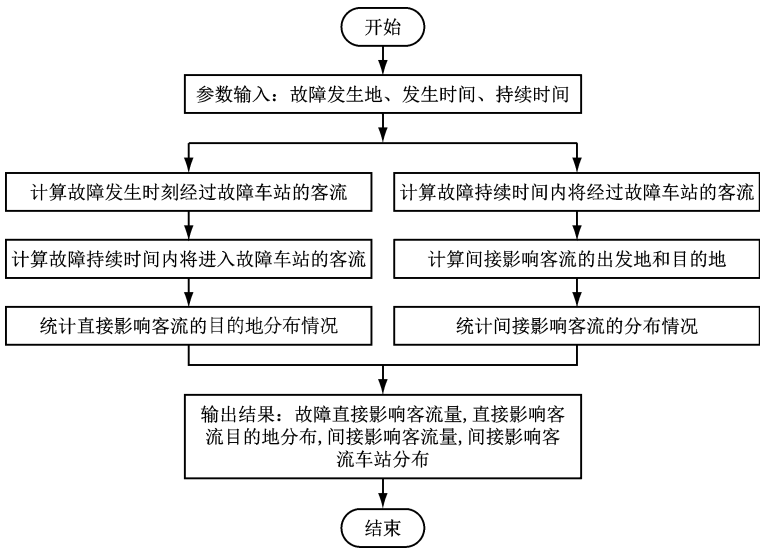 开始
参数输入：故障发生地、发生时间、持续时间
计算故障发生时刻经过故障车站的客流
计算故障持续时间内将进入故障车站的客流
统计直接影响客流的目的地分布情况
计算故障持续时间内将经过故障车站的客流
计算间接影响客流的出发地和目的地
统计间接影响客流的分布情况
输出结果：故障直接影响客流量,直接影响客
流目的地分布,间接影响客流量,间接影响客
流车站分布
结束